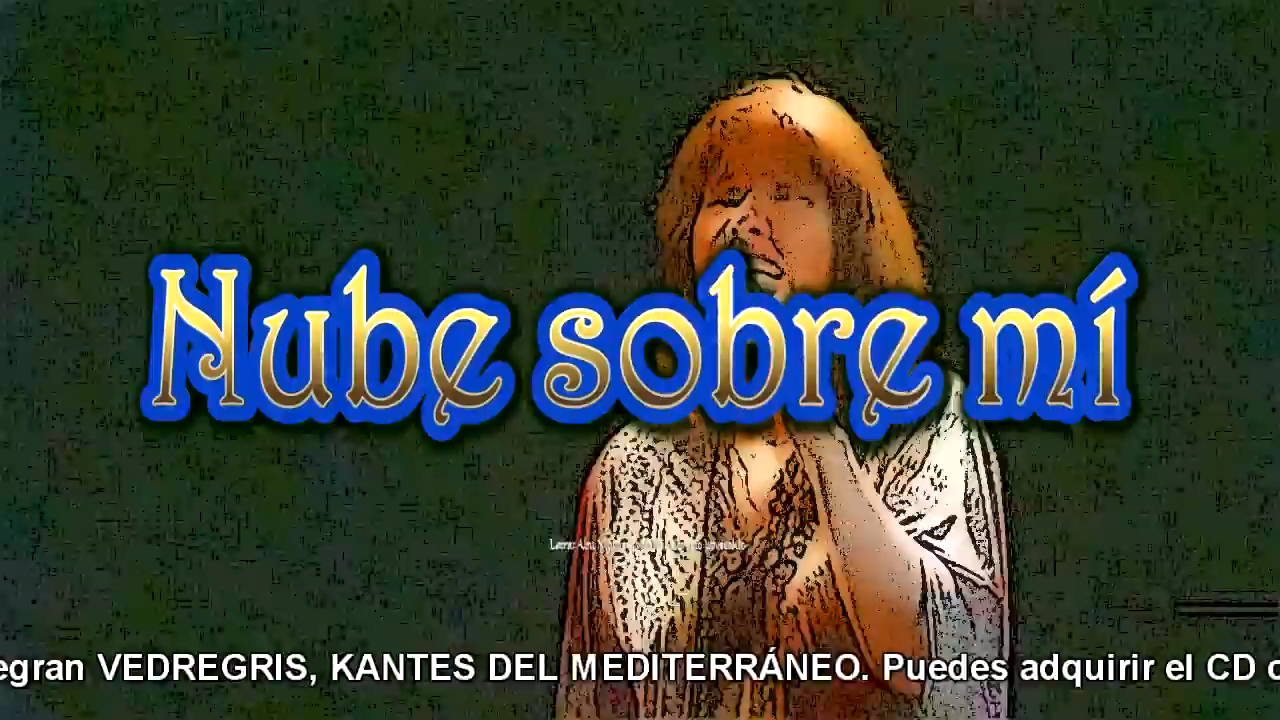 Nube sobre mí
egran VEDREGRIS, KANTES DEL MEDITERRÁNEO. Puedes adquirir el CD